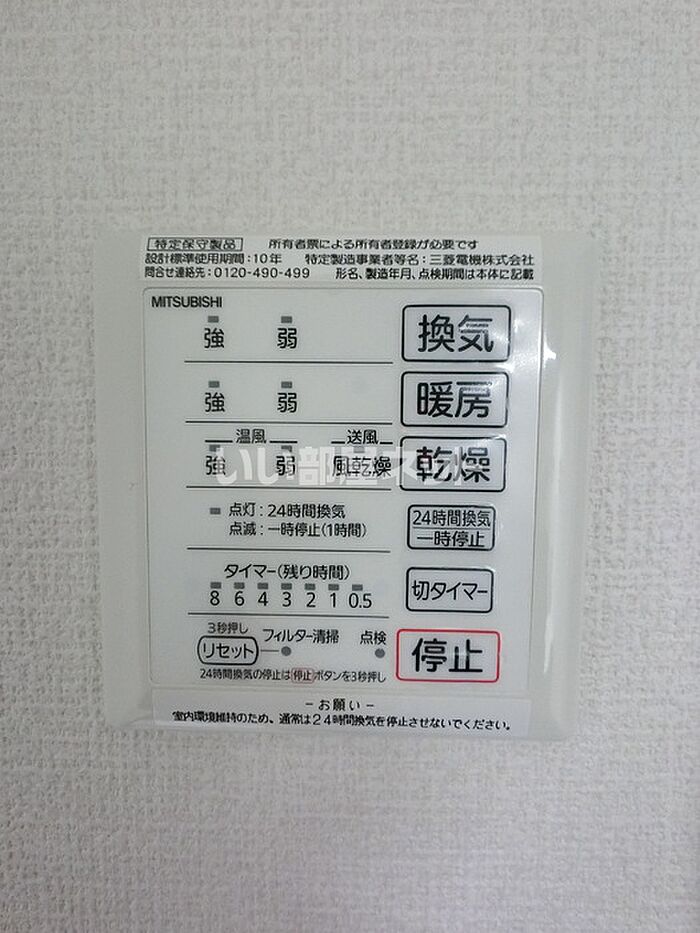 特定保守製品 所有者票による所有者登録が必要です
設計標準使用期間:10年 特定製造事業者等名:三菱電機株式会社
問合せ連絡先:0120-490-499 形名、製造年月、点検期間は本体に記載
MITSUBISHI
強 弱 換気
強 弱 暖房
温風 送風
強 弱 風乾燥 乾燥
いい部屋ネット
点灯:24時間換気
点滅:一時停止(1時間)
24時間換気
一時停止
タイマー(残り時間)
8 6 4 3 2 1 0.5
切タイマー
3秒押し
リセット フィルター清掃 点検
停止
24時間換気の停止は停止ボタンを3秒押し
-お願い-
室内環境維持のため、通常は24時間換気を停止させないでください。